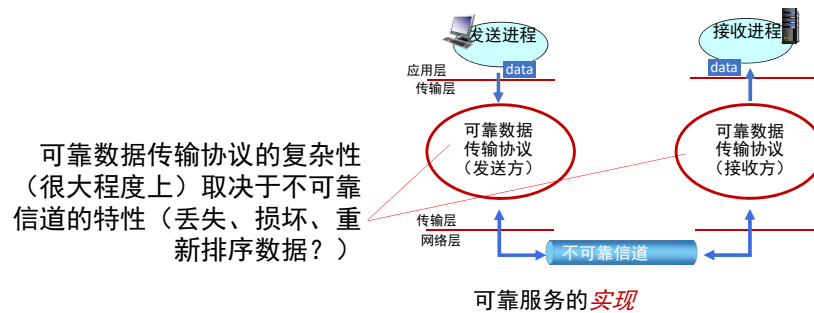 发送进程
接收进程
应用层
data
data
传输层
可靠数据
传输协议
（发送方）
可靠数据
传输协议
（接收方）
可靠数据传输协议的复杂性
（很大程度上）取决于不可靠
信道的特性（丢失、损坏、重
新排序数据？）
传输层
网络层
不可靠信道
可靠服务的实现